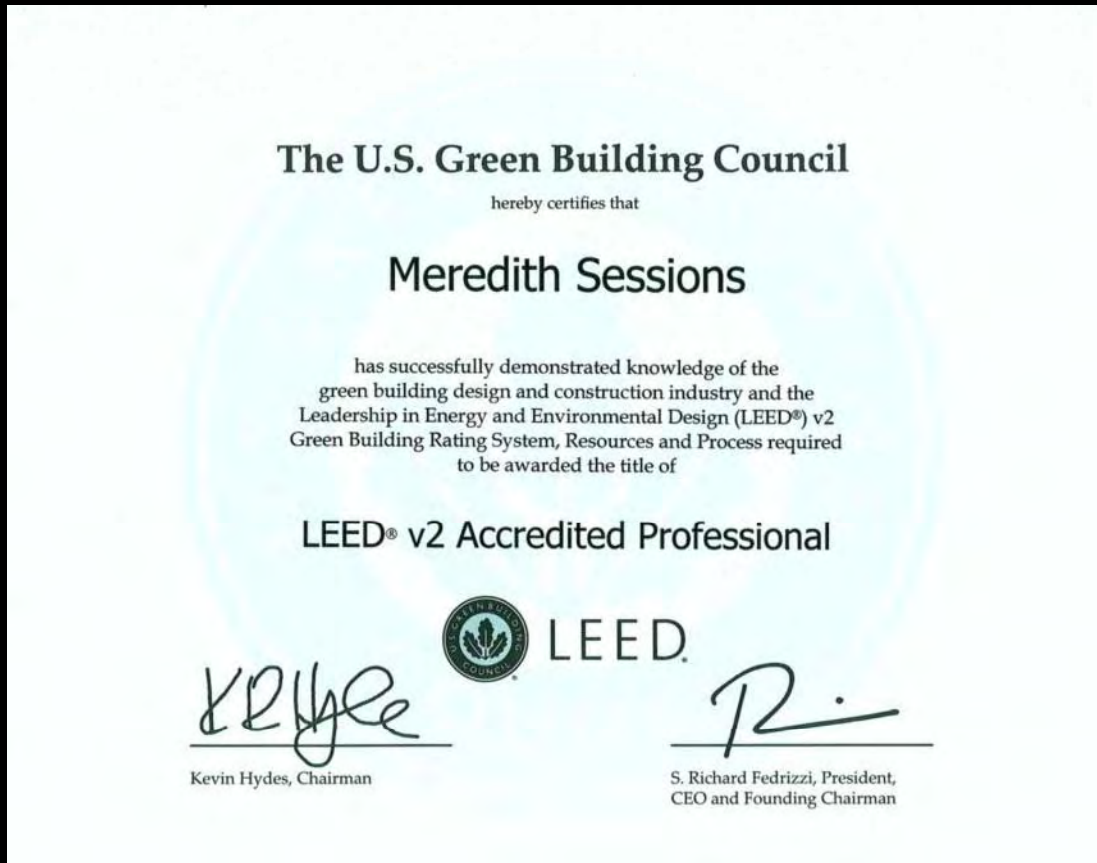 The U.S. Green Building Council
hereby certifies that
Meredith Sessions
has successfully demonstrated knowledge of the
green building design and construction industry and the
Leadership in Energy and Environmental Design (LEED®) v2
Green Building Rating System, Resources and Process required
to be awarded the title of
LEED® v2 Accredited Professional
U.S. GREEN BUILDING COUNCIL ®
LEED®
Kevin Hydes, Chairman
S. Richard Fedrizzi, President,
CEO and Founding Chairman